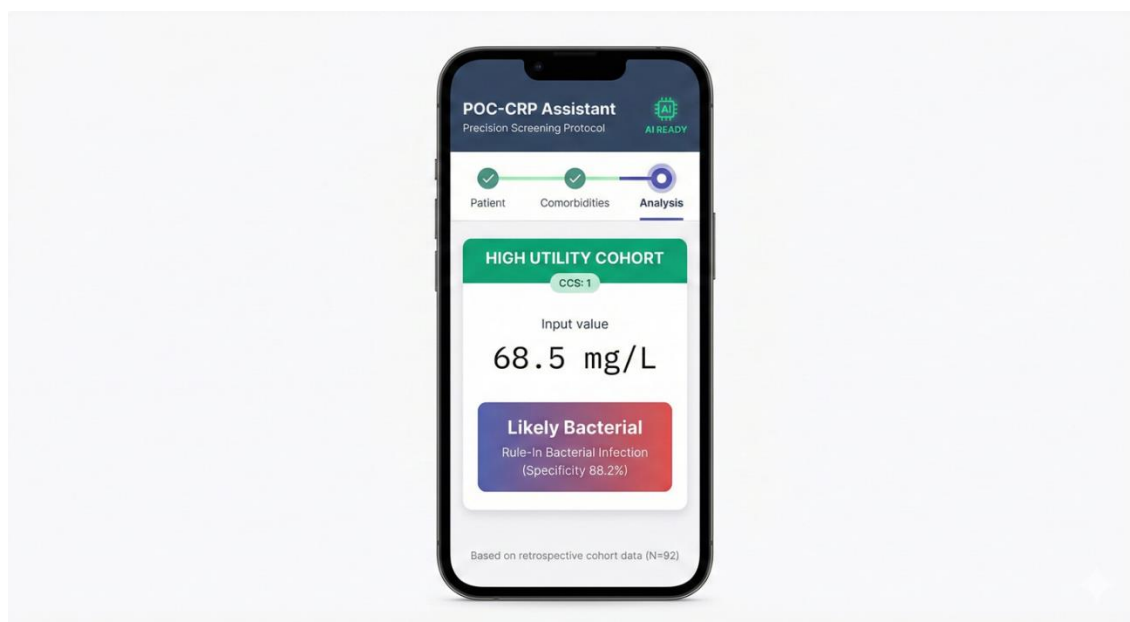 POC-CRP Assistant
Precision Screening Protocol
AI
AI READY
Patient
Comorbidities
Analysis
HIGH UTILITY COHORT
CCS: 1
Input value
68.5 mg/L
Likely Bacterial
Rule-In Bacterial Infection
(Specificity 88.2%)
Based on retrospective cohort data (N=92)